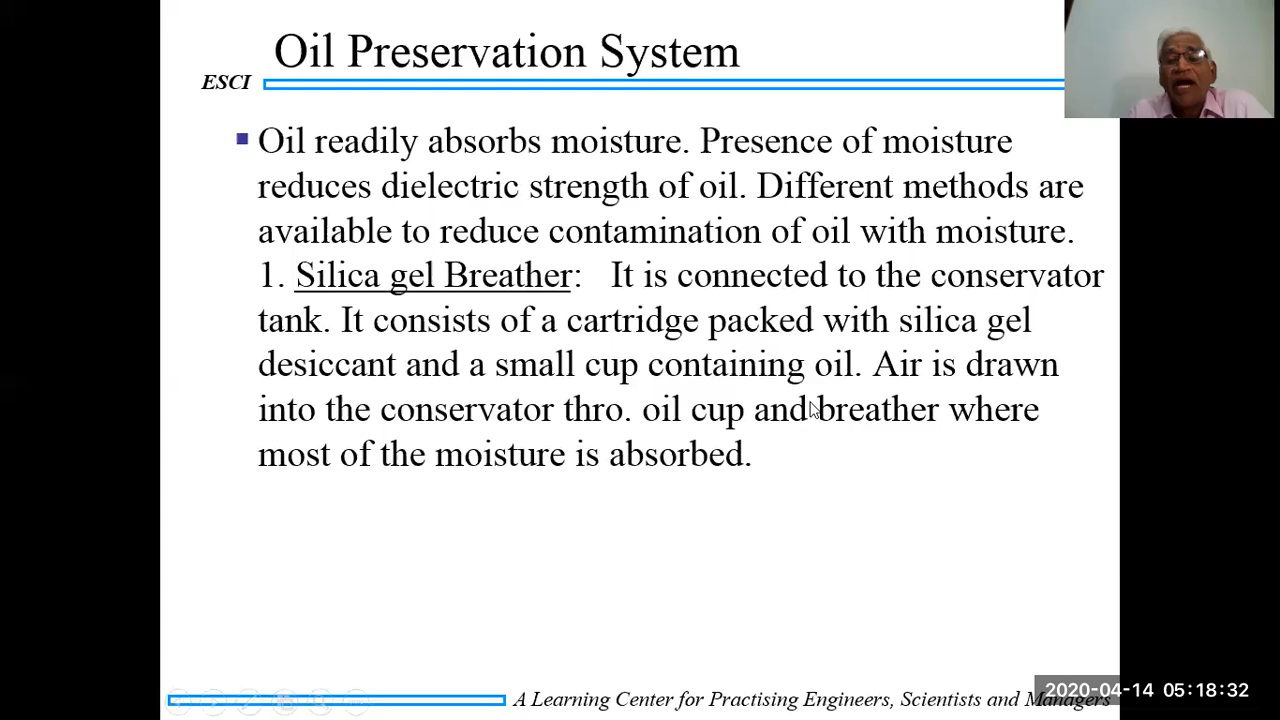 Oil Preservation System
ESCI
Oil readily absorbs moisture. Presence of moisture
reduces dielectric strength of oil. Different methods are
available to reduce contamination of oil with moisture.
1. Silica gel Breather: It is connected to the conservator
tank. It consists of a cartridge packed with silica gel
desiccant and a small cup containing oil. Air is drawn
into the conservator thro. oil cup and breather where
most of the moisture is absorbed.
A Learning Center for Practising Engineers, Scientists and Managers
2020-04-14 05:18:32